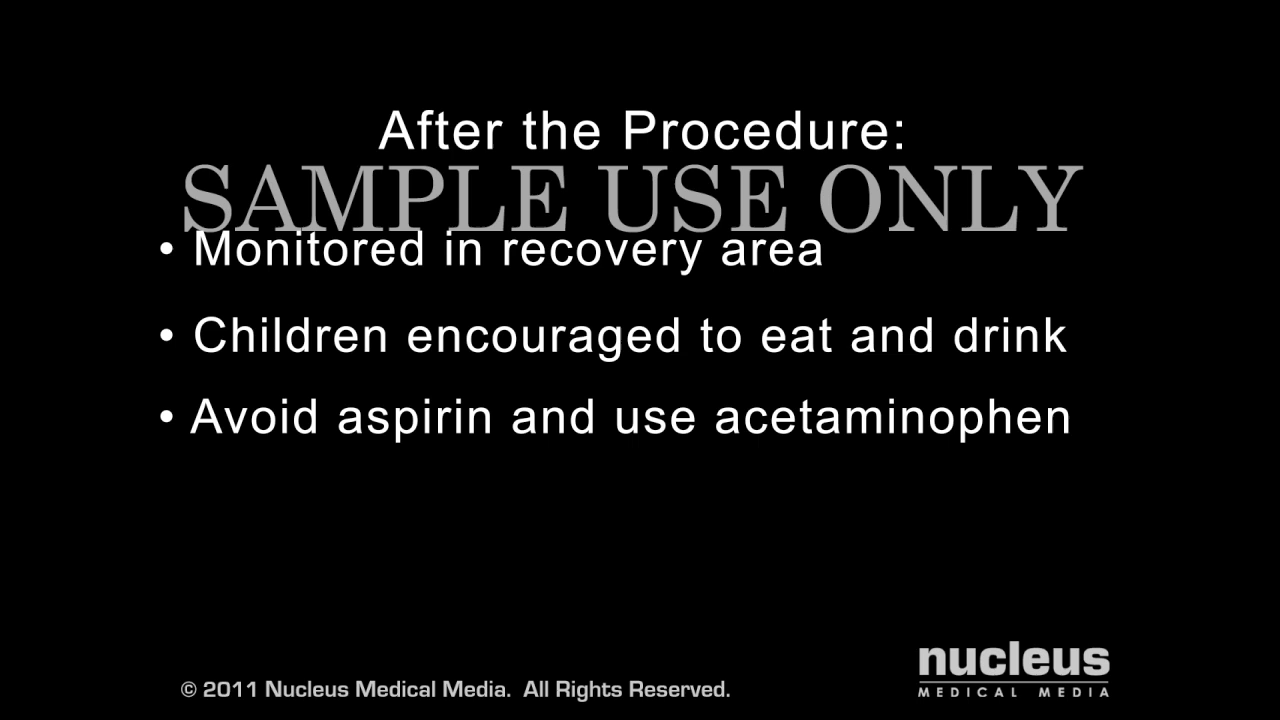 After the Procedure:
SAMPLE USE ONLY
• Monitored in recovery area
• Children encouraged to eat and drink
• Avoid aspirin and use acetaminophen
nucleus
MEDICAL MEDIA
© 2011 Nucleus Medical Media. All Rights Reserved.